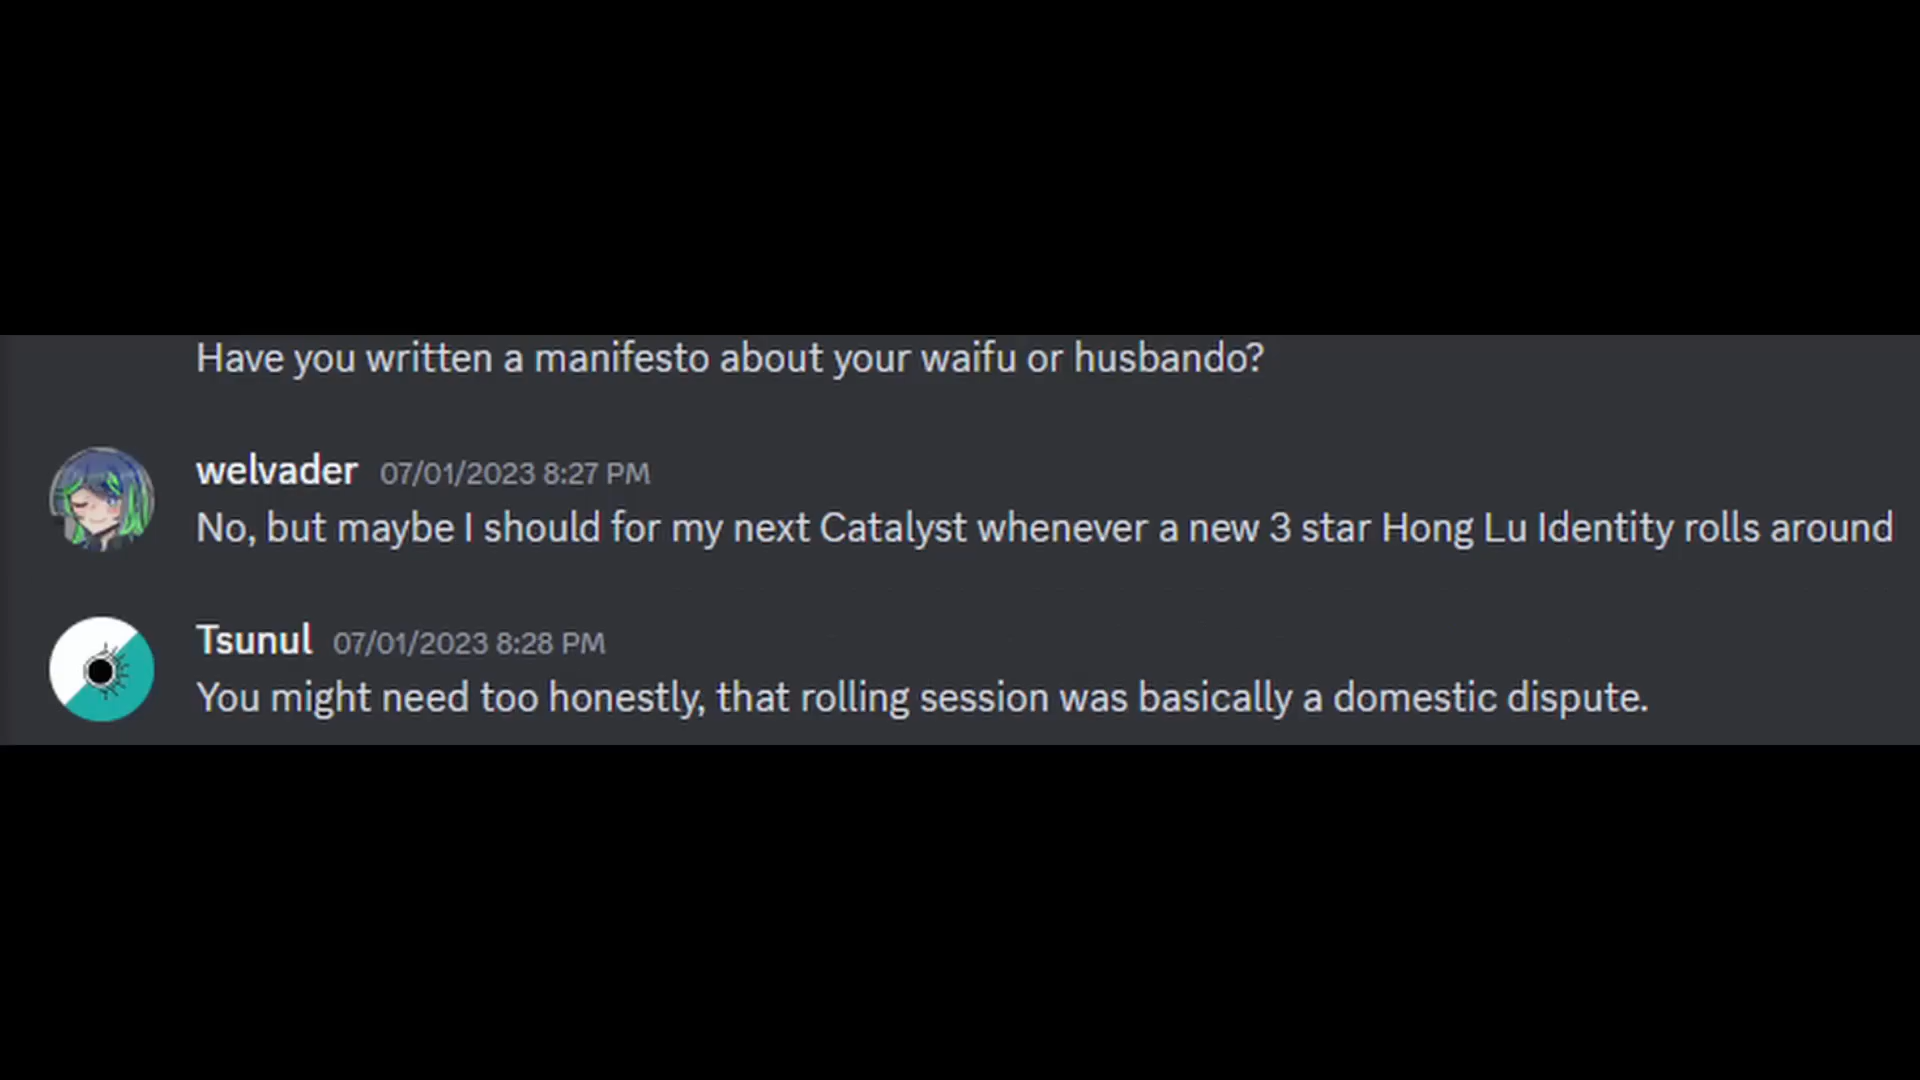 Have you written a manifesto about your waifu or husbando?
welvader 07/01/2023 8:27 PM
No, but maybe I should for my next Catalyst whenever a new 3 star Hong Lu Identity rolls around
Tsunul 07/01/2023 8:28 PM
You might need too honestly, that rolling session was basically a domestic dispute.